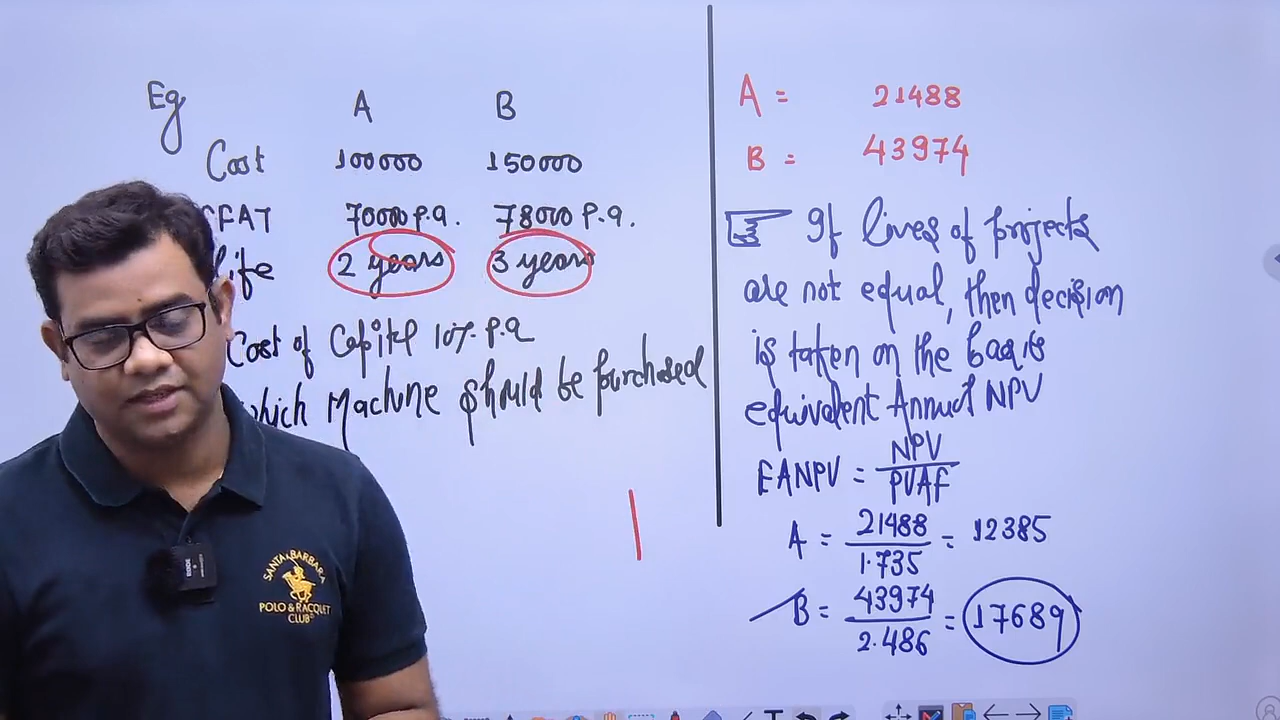 Eg
A B
Cost 100000 150000
CFAT 70000 p.a. 78000 p.a.
Life 2 years 3 years
Cost of Capital 10% p.a
which Machine should be purchased
A = 21488
B = 43974
If lives of projects
are not equal, then decision
is taken on the basis
equivalent Annual NPV
EANPV = NPV / PVAF
A = 21488 / 1.735 = 12385
B = 43974 / 2.486 = 17689
SANTA BARBARA
POLO & RACQUET
CLUB